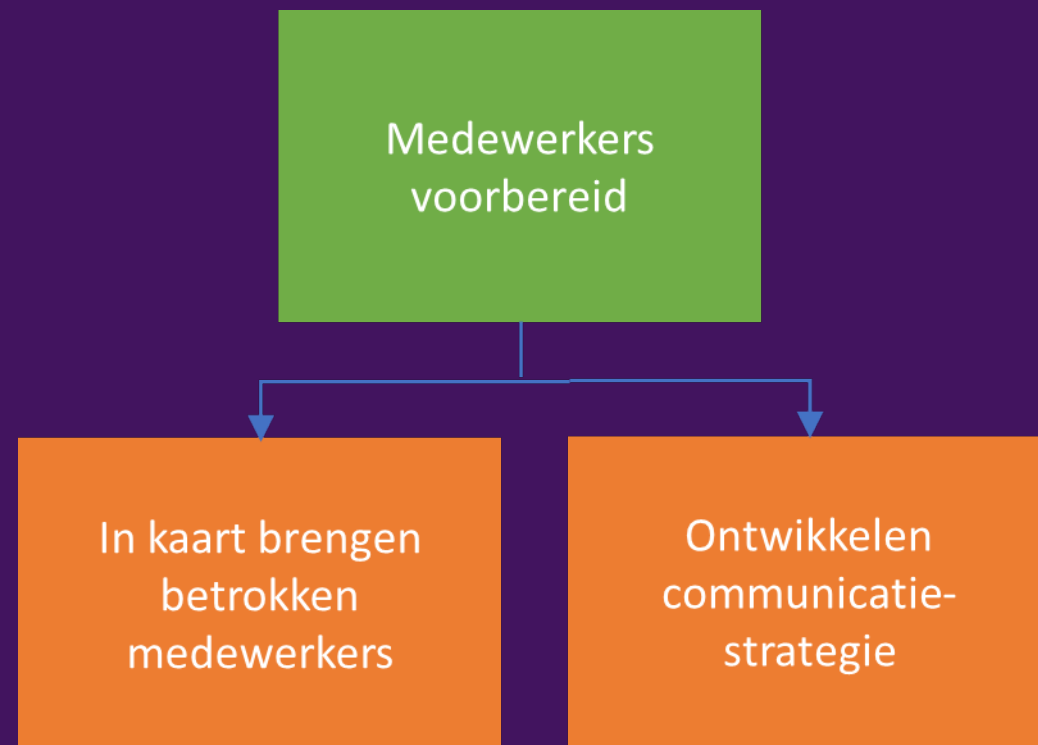 Medewerkers
voorbereid
In kaart brengen
betrokken
medewerkers
Ontwikkelen
communicatie-
strategie